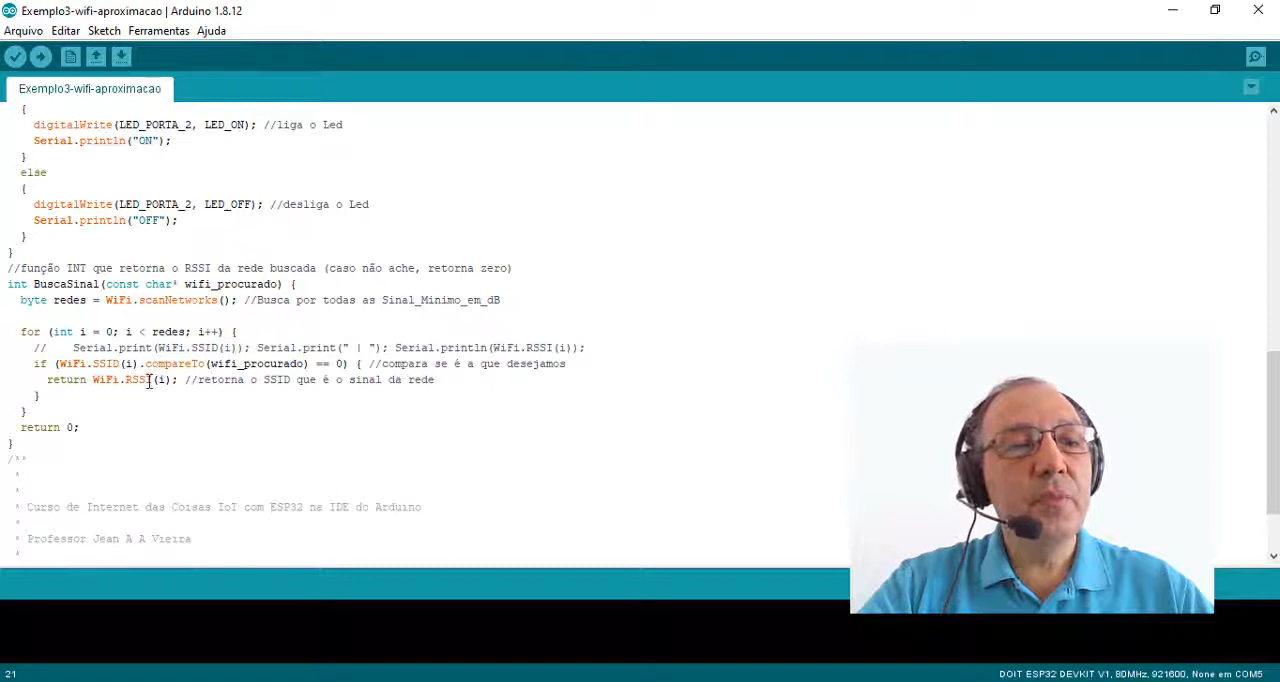 Exemplo3-wifi-aproximacao | Arduino 1.8.12
Arquivo Editar Sketch Ferramentas Ajuda
Exemplo3-wifi-aproximacao
{
digitalWrite(LED_PORTA_2, LED_ON); //liga o Led
Serial.println("ON");
}
else
{
digitalWrite(LED_PORTA_2, LED_OFF); //desliga o Led
Serial.println("OFF");
}
}
//função INT que retorna o RSSI da rede buscada (caso não ache, retorna zero)
int BuscaSinal(const char* wifi_procurado) {
byte redes = WiFi.scanNetworks(); //Busca por todas as Sinal_Minimo_em_dB
for (int i = 0; i < redes; i++) {
// Serial.print(WiFi.SSID(i)); Serial.print(" | "); Serial.println(WiFi.RSSI(i));
if (WiFi.SSID(i).compareTo(wifi_procurado) == 0) { //compara se é a que desejamos
return WiFi.RSSI(i); //retorna o SSID que é o sinal da rede
}
}
return 0;
}
/**
*
*
* Curso de Internet das Coisas IoT com ESP32 na IDE do Arduino
*
* Professor Jean A A Vieira
*
21
DOIT ESP32 DEVKIT V1, 80MHz, 921600, None em COM5